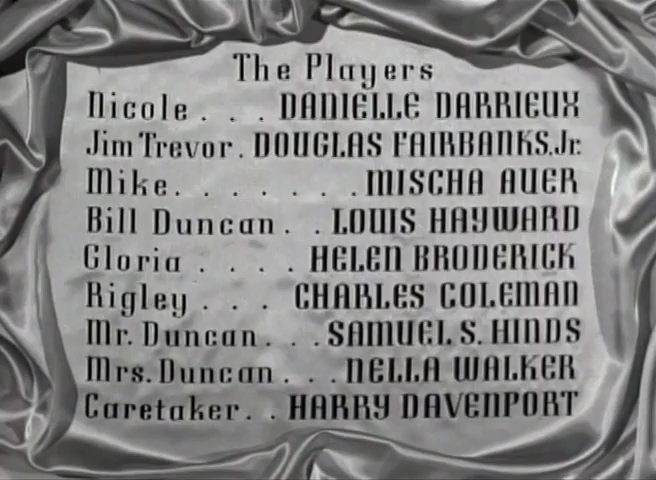 The Players
Nicole . . . DANIELLE DARRIEUX
Jim Trevor . DOUGLAS FAIRBANKS, Jr.
Mike . . . . . . . MISCHA AUER
Bill Duncan . . LOUIS HAYWARD
Gloria . . . . HELEN BRODERICK
Rigley . . . CHARLES COLEMAN
Mr. Duncan . . . SAMUEL S. HINDS
Mrs. Duncan . . . NELLA WALKER
Caretaker . . HARRY DAVENPORT